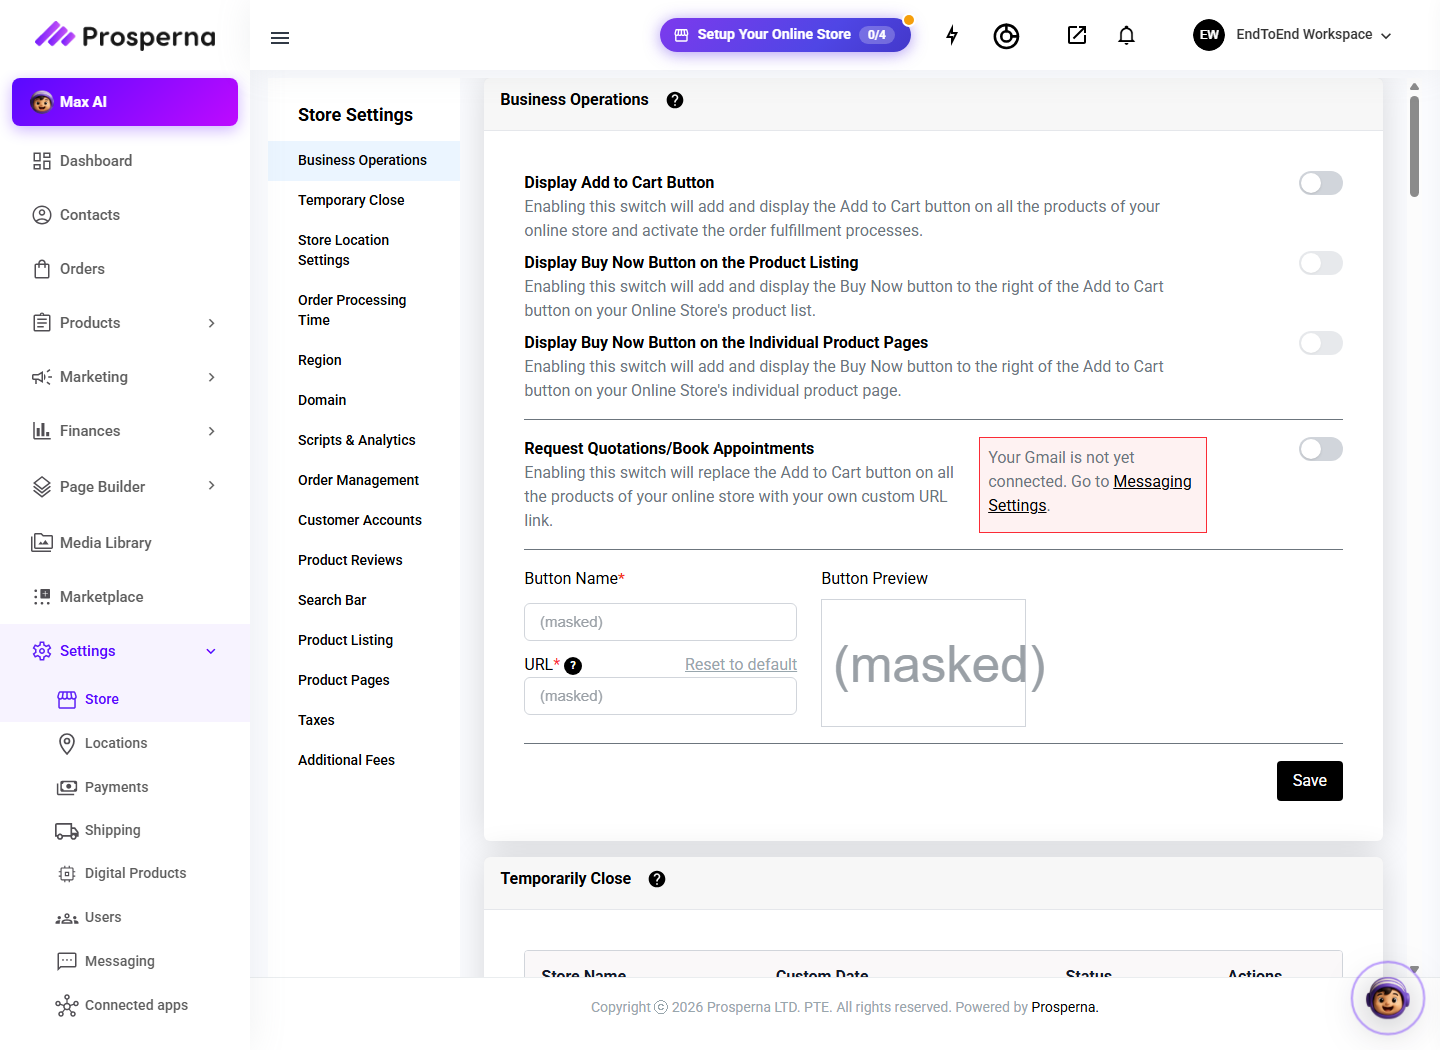 Prosperna
Setup Your Online Store 0/4
EW EndToEnd Workspace
Max AI
Dashboard
Contacts
Orders
Products
Marketing
Finances
Page Builder
Media Library
Marketplace
Settings
Store
Locations
Payments
Shipping
Digital Products
Users
Messaging
Connected apps
Store Settings
Business Operations
Temporary Close
Store Location
Settings
Order Processing
Time
Region
Domain
Scripts & Analytics
Order Management
Customer Accounts
Product Reviews
Search Bar
Product Listing
Product Pages
Taxes
Additional Fees
Business Operations ?
Display Add to Cart Button
Enabling this switch will add and display the Add to Cart button on all the products of your
online store and activate the order fulfillment processes.
Display Buy Now Button on the Product Listing
Enabling this switch will add and display the Buy Now button to the right of the Add to Cart
button on your Online Store's product list.
Display Buy Now Button on the Individual Product Pages
Enabling this switch will add and display the Buy Now button to the right of the Add to Cart
button on your Online Store's individual product page.
Request Quotations/Book Appointments
Enabling this switch will replace the Add to Cart button on all
the products of your online store with your own custom URL
link.
Your Gmail is not yet
connected. Go to Messaging
Settings.
Button Name*
(masked)
URL* ? Reset to default
(masked)
Button Preview
(masked)
Save
Temporarily Close ?
Store Name Custom Date Status Actions
Copyright © 2026 Prosperna LTD. PTE. All rights reserved. Powered by Prosperna.